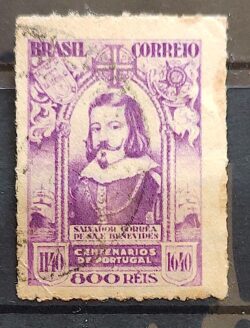 BRASIL CORREIO
SALVADOR CORRÊA
DE SÁ E BENEVIDES
CENTENARIOS
DE PORTUGAL
1140 1640
800 RÉIS